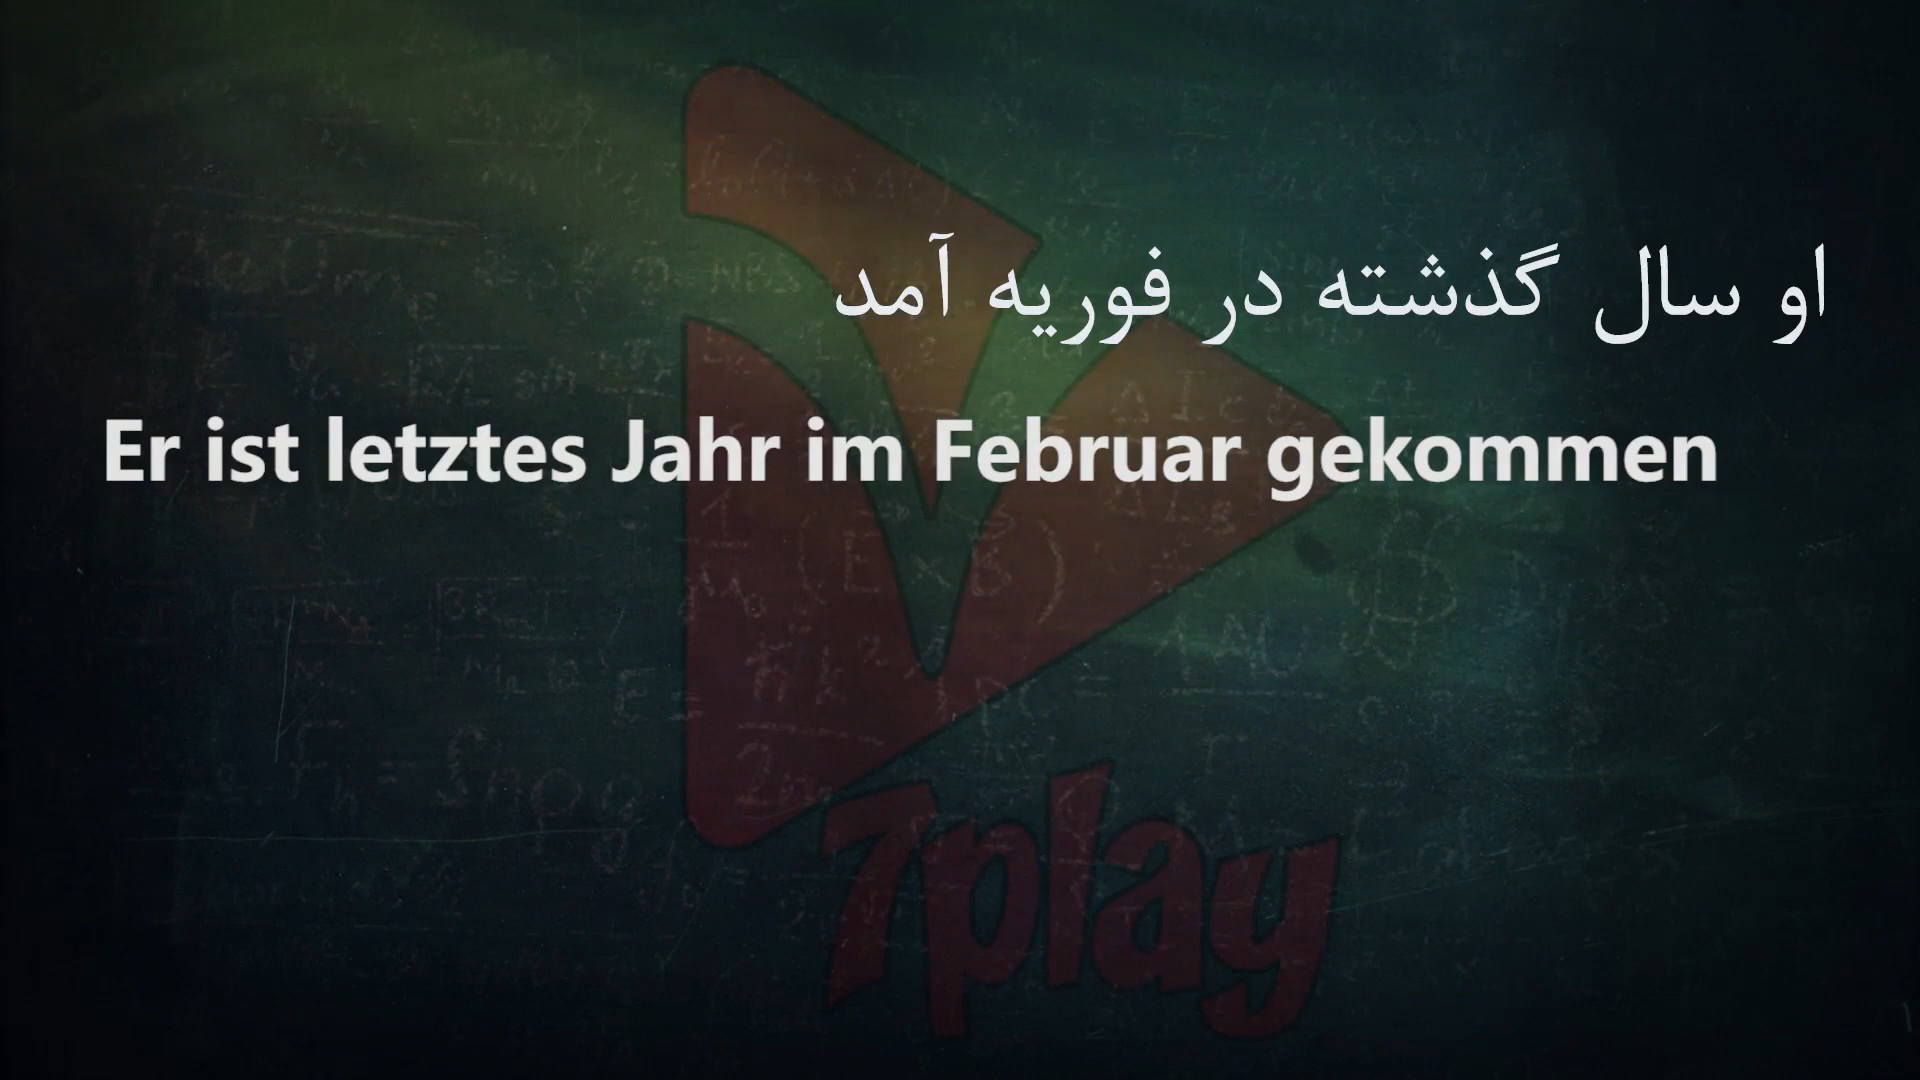 او سال گذشته در فوریه آمد
Er ist letztes Jahr im Februar gekommen
7play